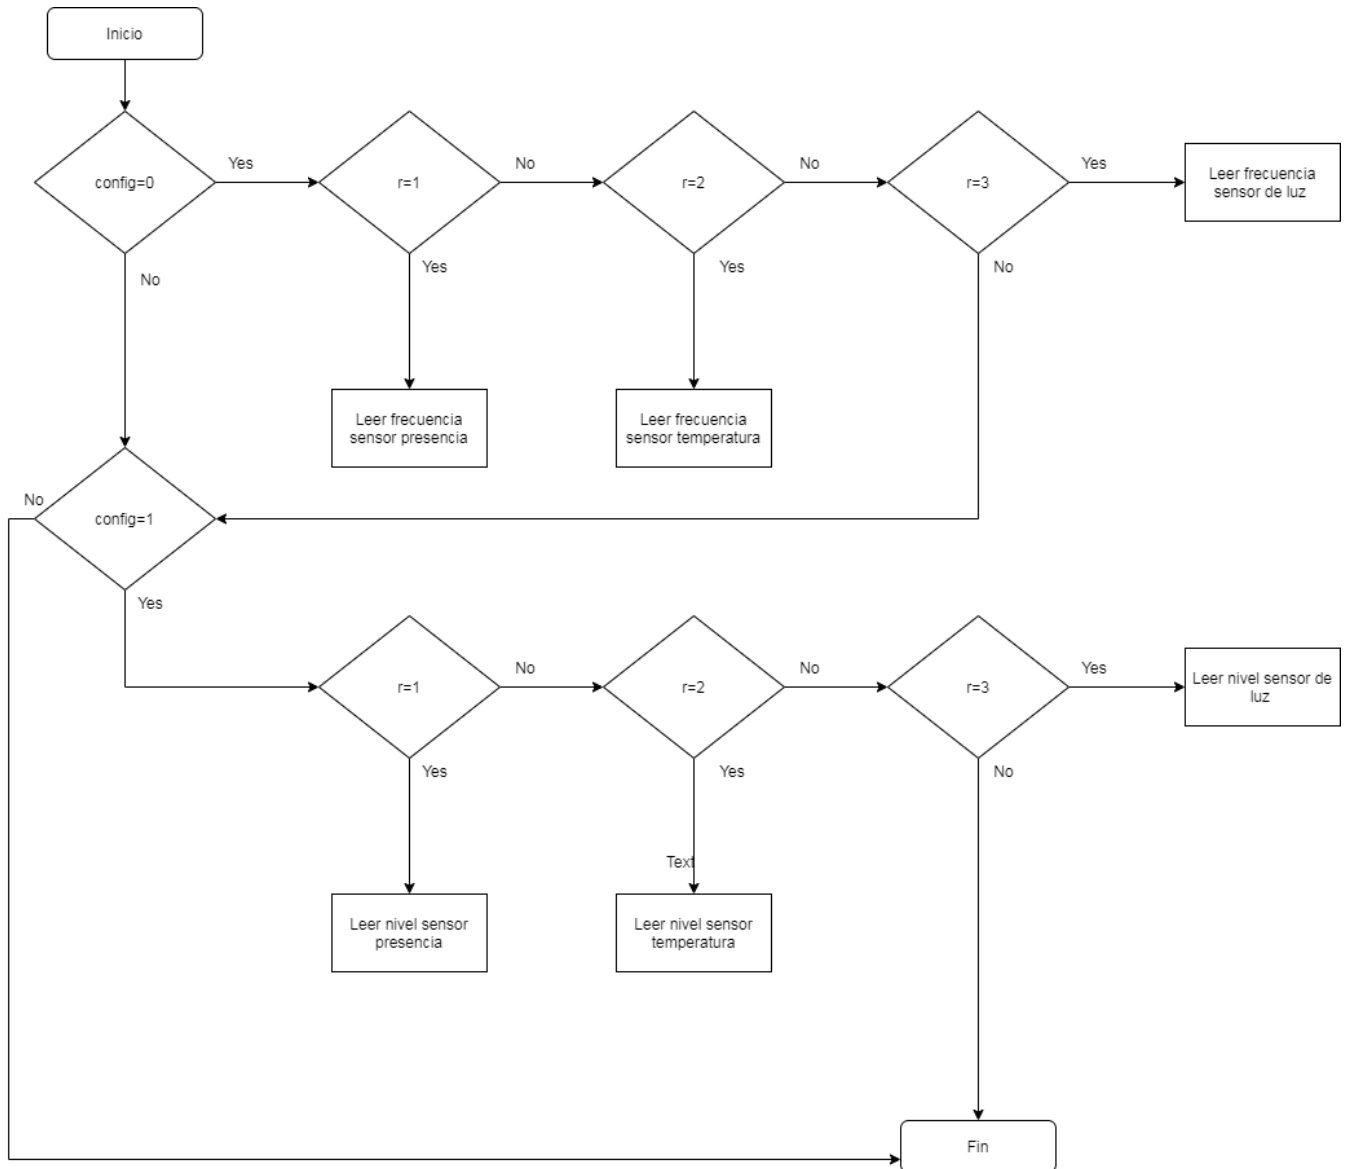 Inicio
config=0
Yes
r=1
No
r=2
No
r=3
Yes
Leer frecuencia
sensor de luz
No
Yes
Yes
No
Leer frecuencia
sensor presencia
Leer frecuencia
sensor temperatura
No
config=1
Yes
r=1
No
r=2
No
r=3
Yes
Leer nivel sensor de
luz
Yes
Yes
No
Text
Leer nivel sensor
presencia
Leer nivel sensor
temperatura
Fin